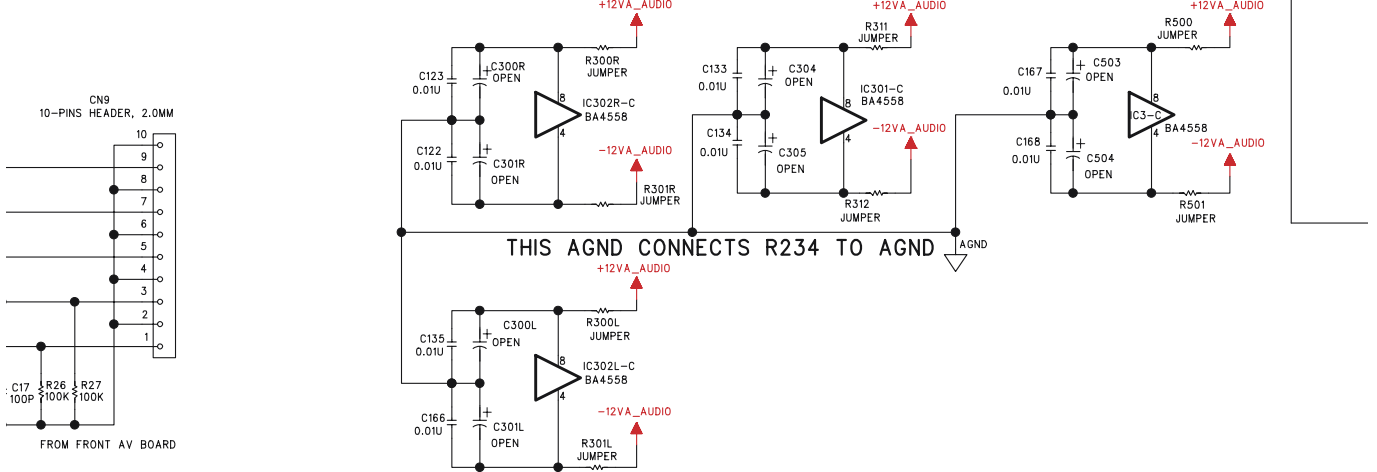 CN9
10-PINS HEADER, 2.0MM
10
9
8
7
6
5
4
3
2
1
C17
100P
R26
100K
R27
100K
FROM FRONT AV BOARD
+12VA_AUDIO
R300R
JUMPER
C123
0.01U
+
C300R
OPEN
8
IC302R-C
BA4558
4
C122
0.01U
+
C301R
OPEN
-12VA_AUDIO
R301R
JUMPER
+12VA_AUDIO
R311
JUMPER
C133
0.01U
+
C304
OPEN
8
IC301-C
BA4558
4
C134
0.01U
+
C305
OPEN
-12VA_AUDIO
R312
JUMPER
+12VA_AUDIO
R500
JUMPER
C167
0.01U
+
C503
OPEN
8
IC3-C
BA4558
4
C168
0.01U
+
C504
OPEN
-12VA_AUDIO
R501
JUMPER
THIS AGND CONNECTS R234 TO AGND
AGND
+12VA_AUDIO
R300L
JUMPER
C135
0.01U
+
C300L
OPEN
8
IC302L-C
BA4558
4
C166
0.01U
+
C301L
OPEN
-12VA_AUDIO
R301L
JUMPER